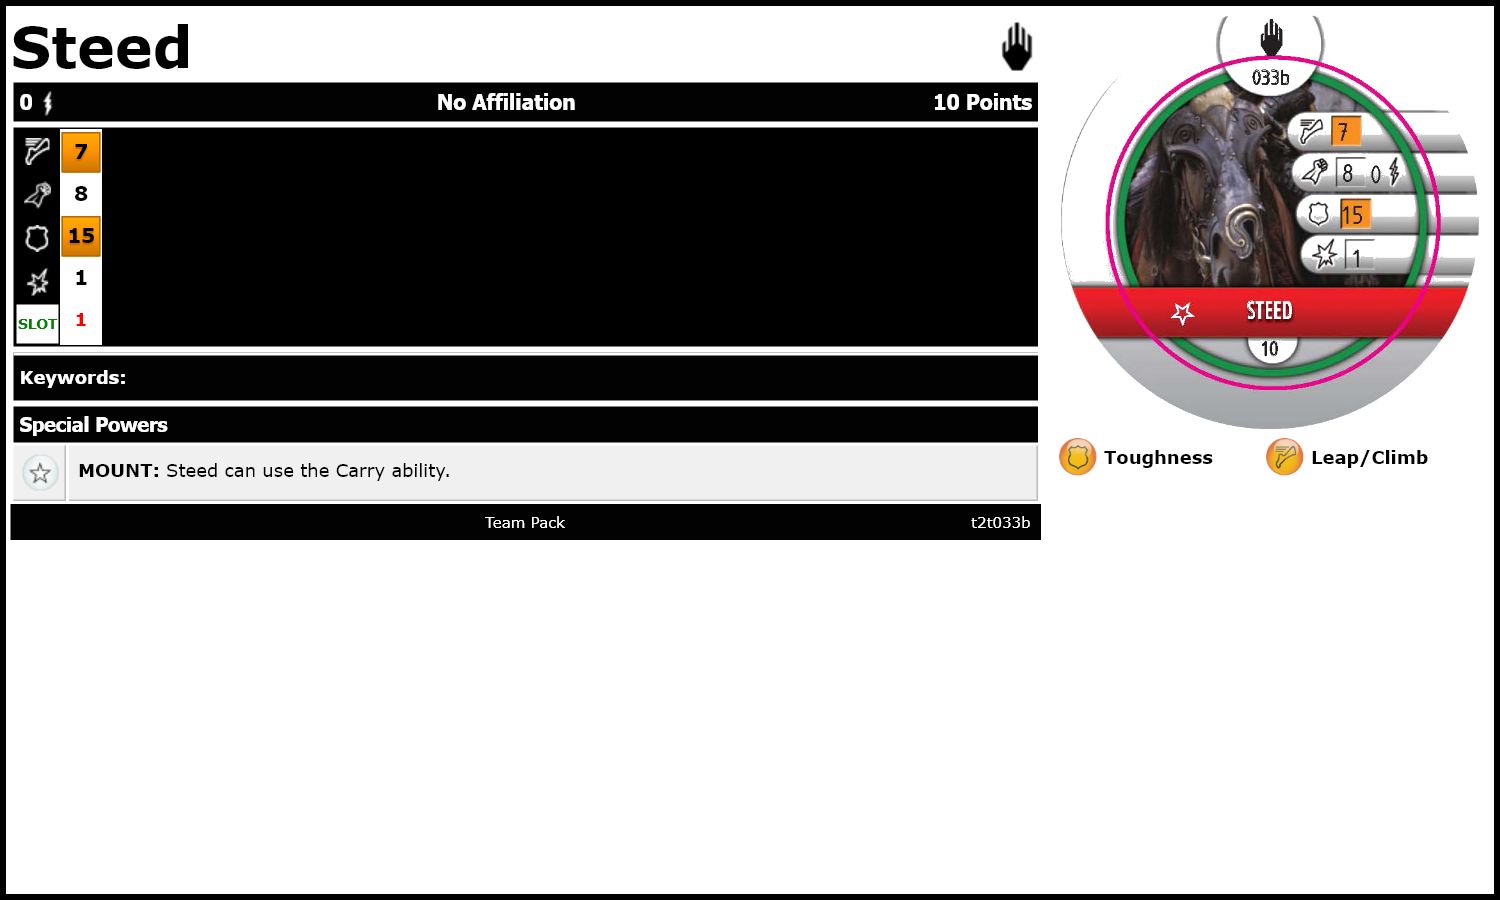 Steed
0 No Affiliation 10 Points
7
8
15
1
SLOT 1
Keywords:
Special Powers
MOUNT: Steed can use the Carry ability.
Team Pack t2t033b
033b
7
8 0
15
1
STEED
10
Toughness Leap/Climb